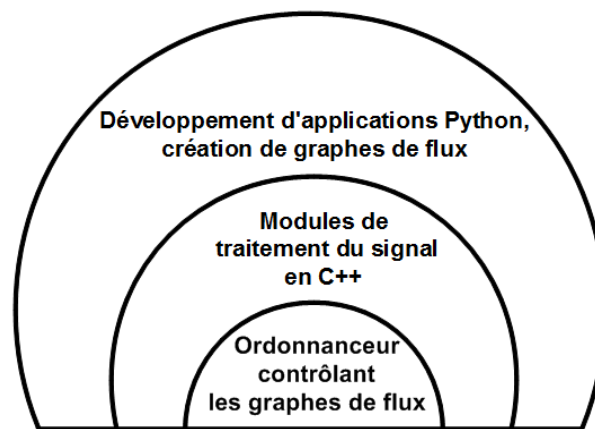 Développement d'applications Python,
création de graphes de flux
Modules de
traitement du signal
en C++
Ordonnanceur
contrôlant
les graphes de flux